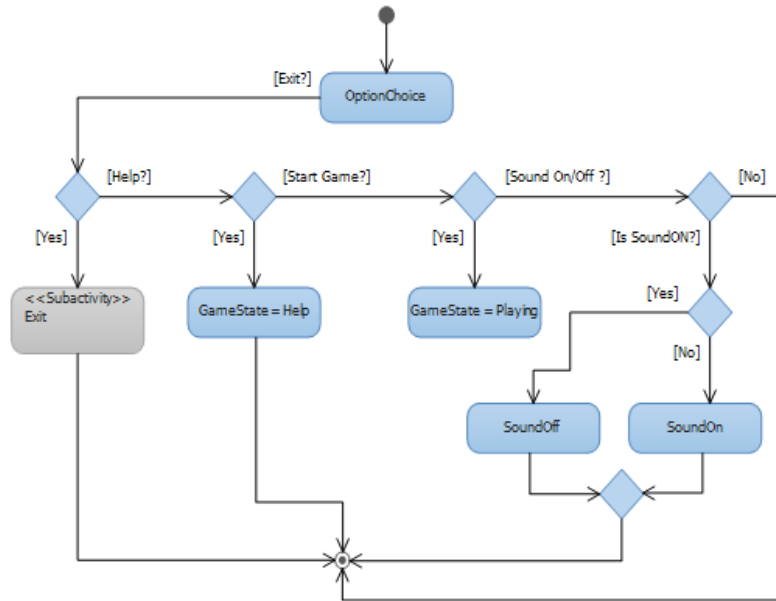 [Exit?]
OptionChoice
[Help?]
[Start Game?]
[Sound On/Off ?]
[No]
[Yes]
[Yes]
[Yes]
[Is SoundON?]
<<Subactivity>>
Exit
GameState = Help
GameState = Playing
[Yes]
[No]
SoundOff
SoundOn